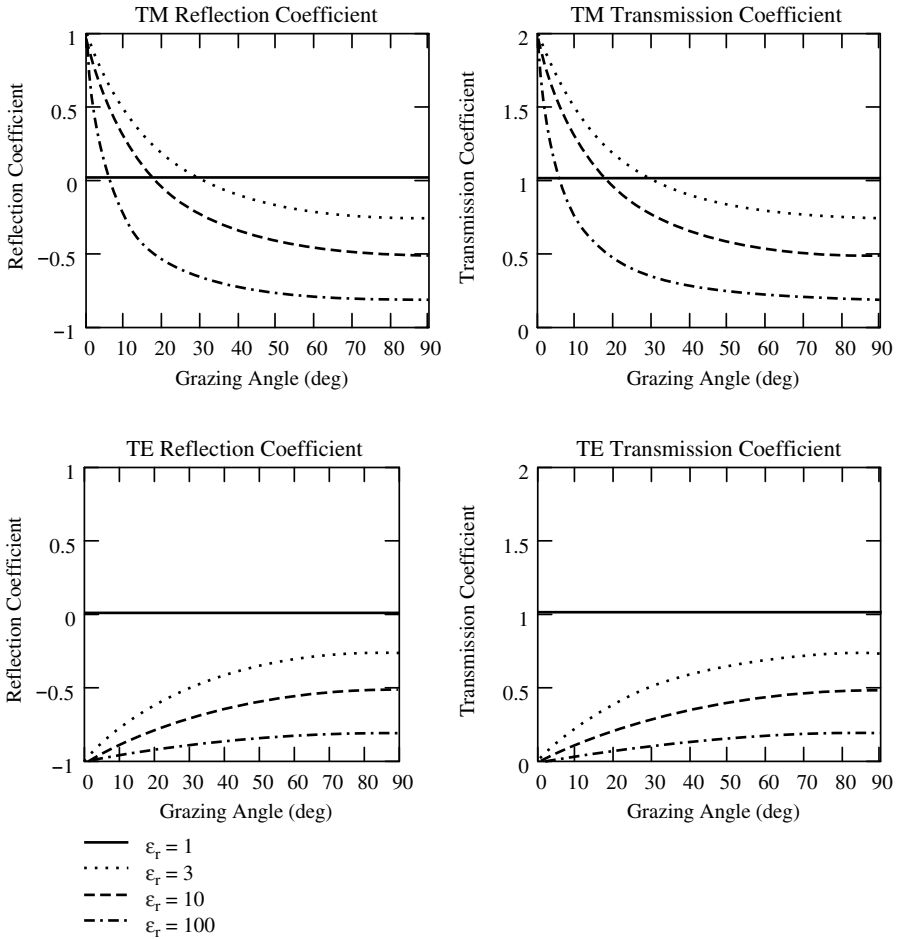 TM Reflection Coefficient
1
0.5
0
−0.5
−1
Reflection Coefficient
0 10 20 30 40 50 60 70 80 90
Grazing Angle (deg)
TM Transmission Coefficient
2
1.5
1
0.5
0
Transmission Coefficient
0 10 20 30 40 50 60 70 80 90
Grazing Angle (deg)
TE Reflection Coefficient
1
0.5
0
−0.5
−1
Reflection Coefficient
0 10 20 30 40 50 60 70 80 90
Grazing Angle (deg)
TE Transmission Coefficient
2
1.5
1
0.5
0
Transmission Coefficient
0 10 20 30 40 50 60 70 80 90
Grazing Angle (deg)
εr = 1
εr = 3
εr = 10
εr = 100